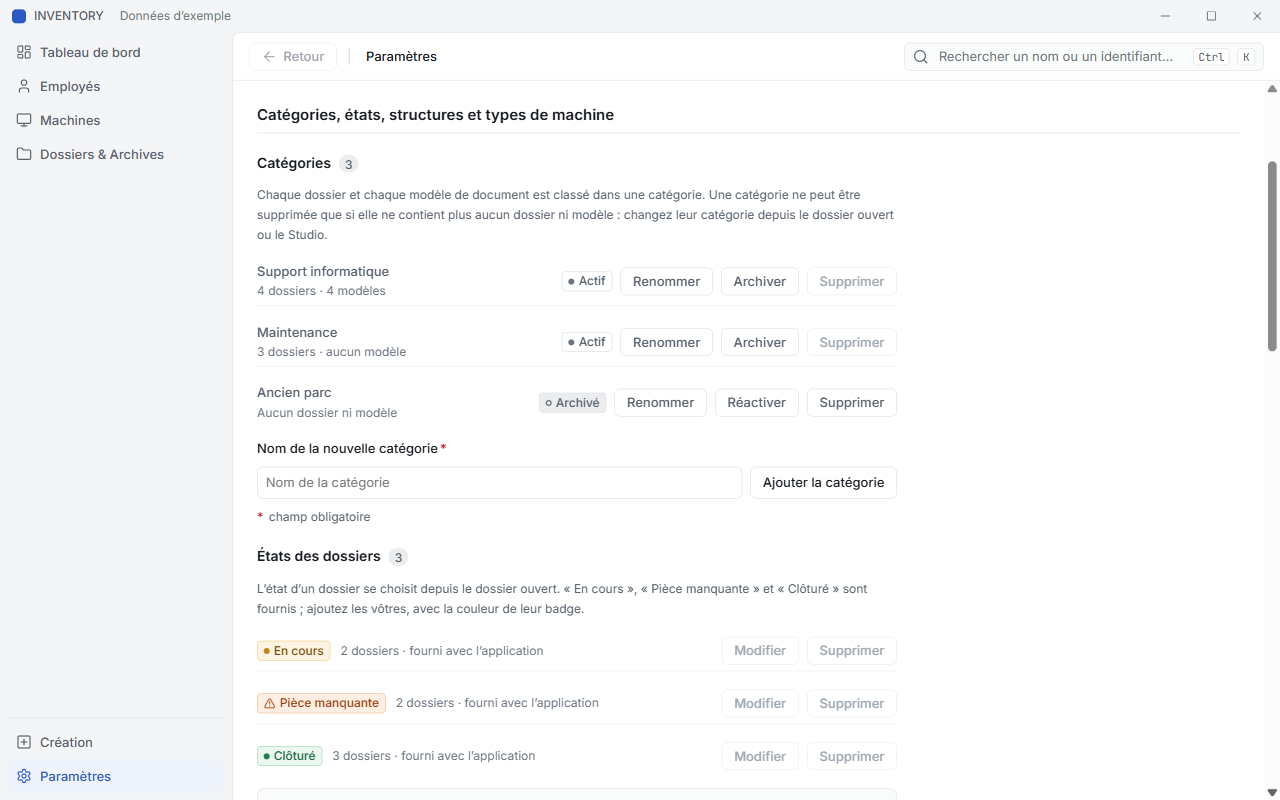 INVENTORY Données d’exemple
Tableau de bord
Employés
Machines
Dossiers & Archives
Création
Paramètres
Retour
Paramètres
Rechercher un nom ou un identifiant... Ctrl K
Catégories, états, structures et types de machine
Catégories 3
Chaque dossier et chaque modèle de document est classé dans une catégorie. Une catégorie ne peut être
supprimée que si elle ne contient plus aucun dossier ni modèle : changez leur catégorie depuis le dossier ouvert
ou le Studio.
Support informatique
4 dossiers · 4 modèles
Actif Renommer Archiver Supprimer
Maintenance
3 dossiers · aucun modèle
Actif Renommer Archiver Supprimer
Ancien parc
Aucun dossier ni modèle
Archivé Renommer Réactiver Supprimer
Nom de la nouvelle catégorie *
Nom de la catégorie Ajouter la catégorie
* champ obligatoire
États des dossiers 3
L’état d’un dossier se choisit depuis le dossier ouvert. « En cours », « Pièce manquante » et « Clôturé » sont
fournis ; ajoutez les vôtres, avec la couleur de leur badge.
En cours 2 dossiers · fourni avec l’application Modifier Supprimer
Pièce manquante 2 dossiers · fourni avec l’application Modifier Supprimer
Clôturé 3 dossiers · fourni avec l’application Modifier Supprimer